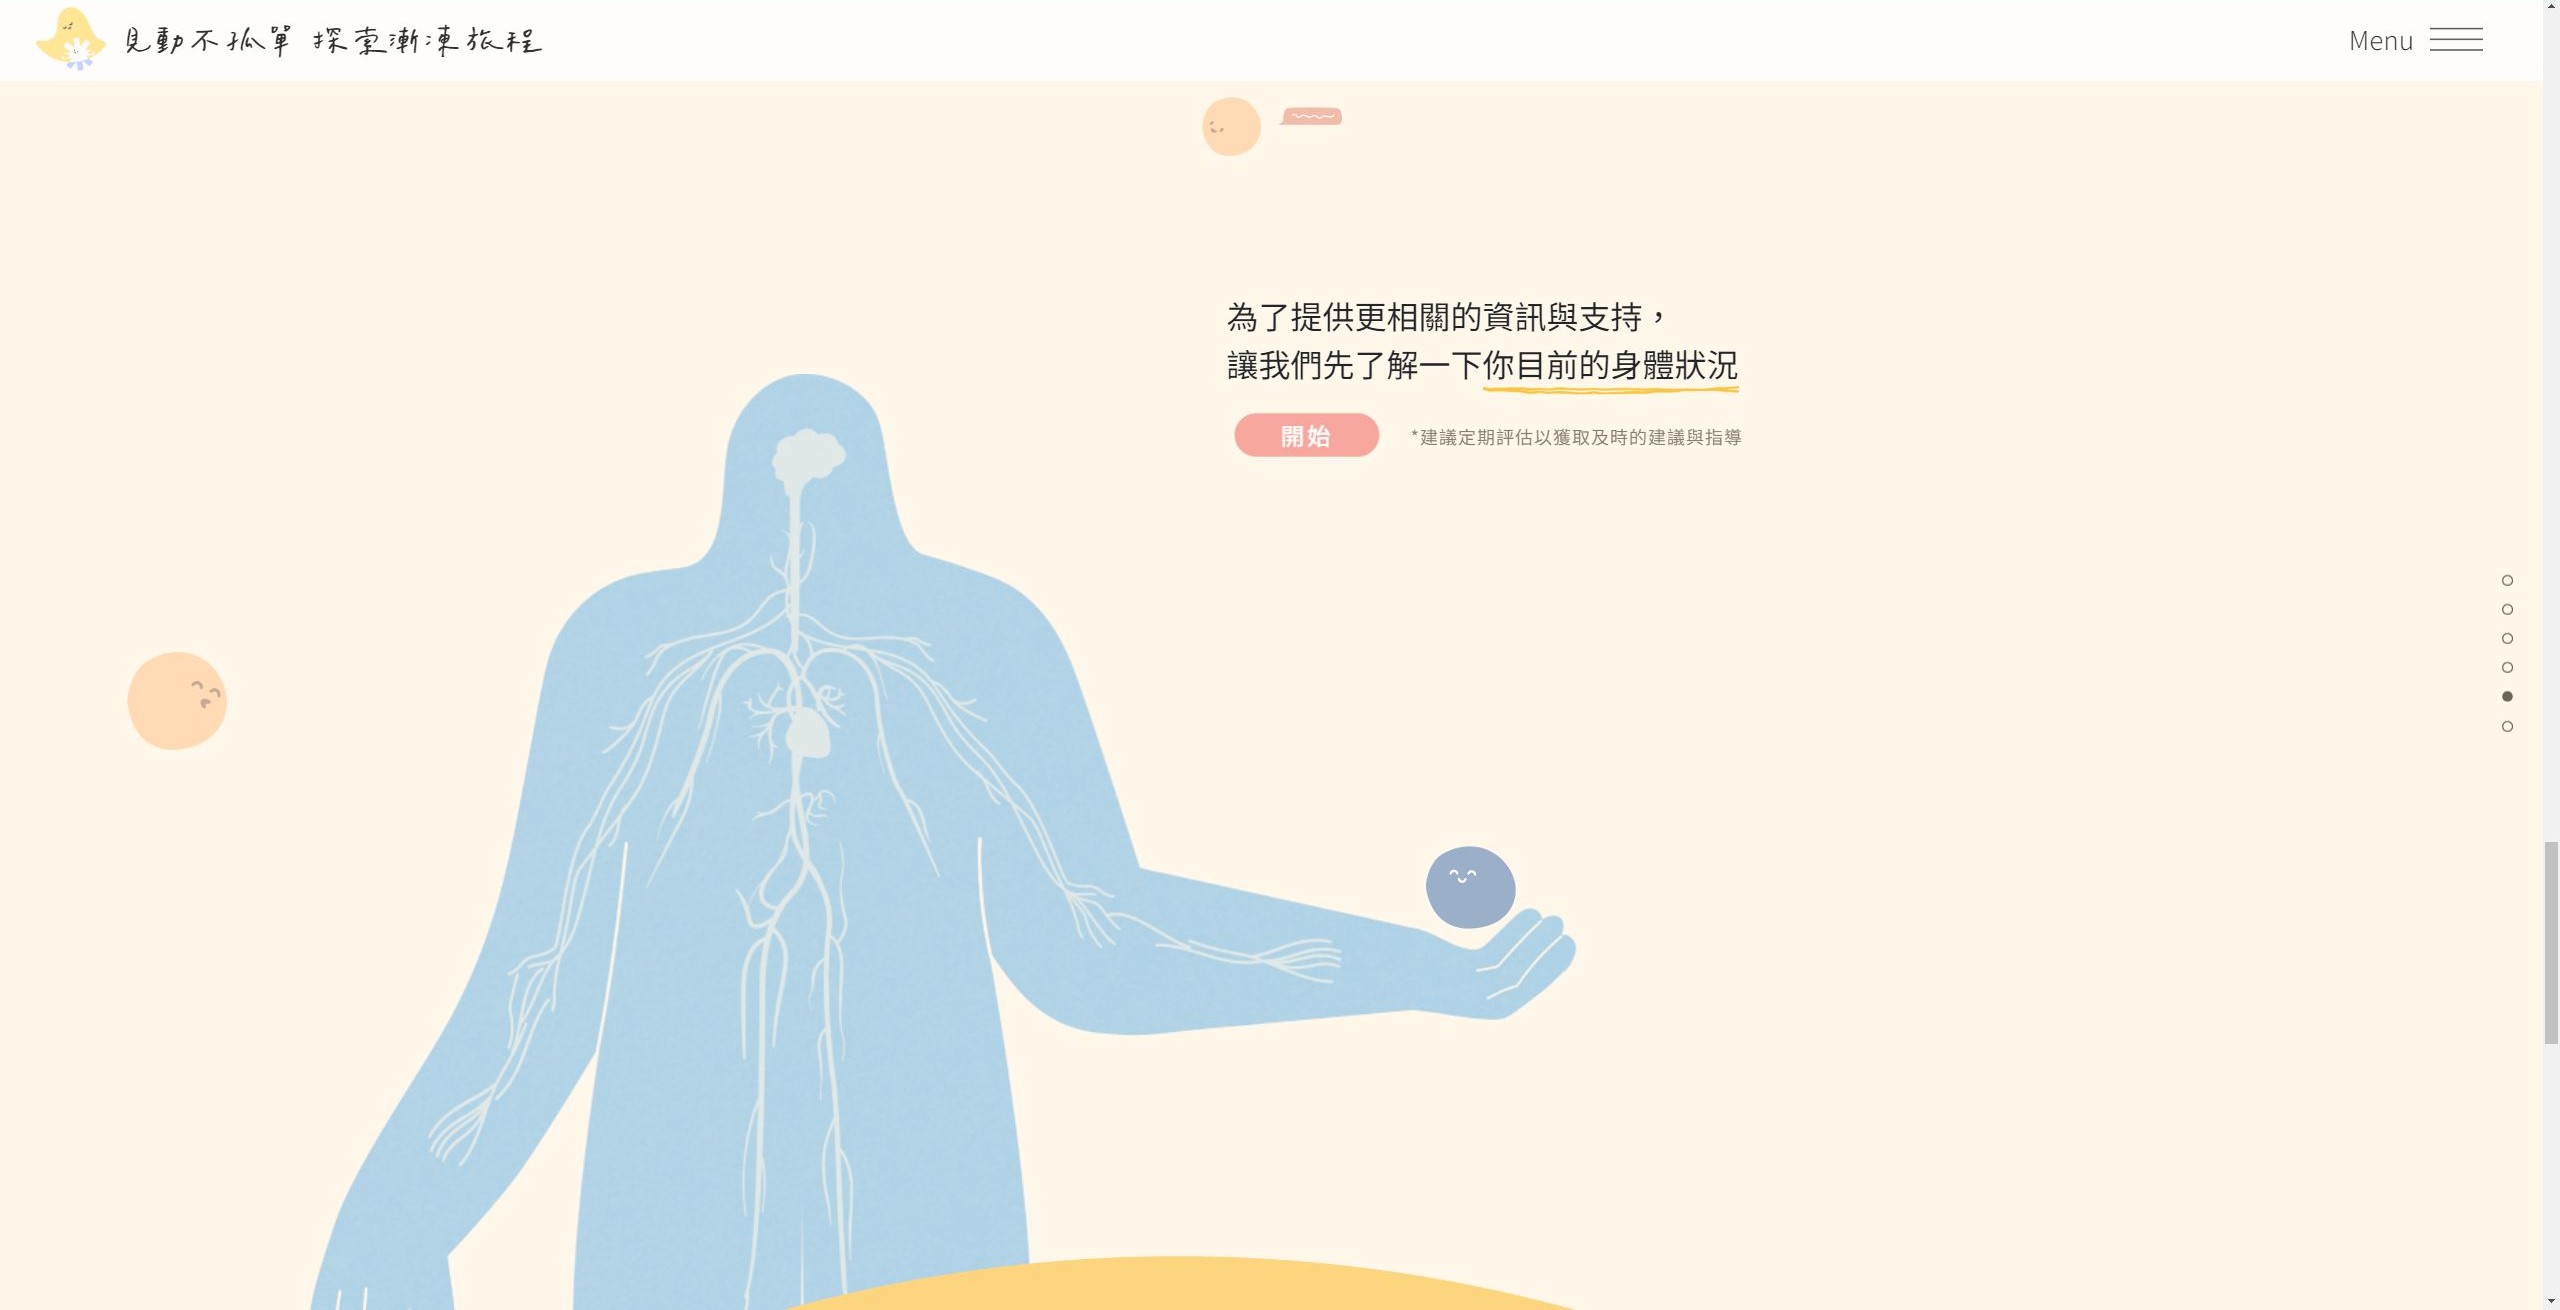 見動不孤單 探索漸凍旅程
Menu
為了提供更相關的資訊與支持，
讓我們先了解一下你目前的身體狀況
開始
*建議定期評估以獲取及時的建議與指導